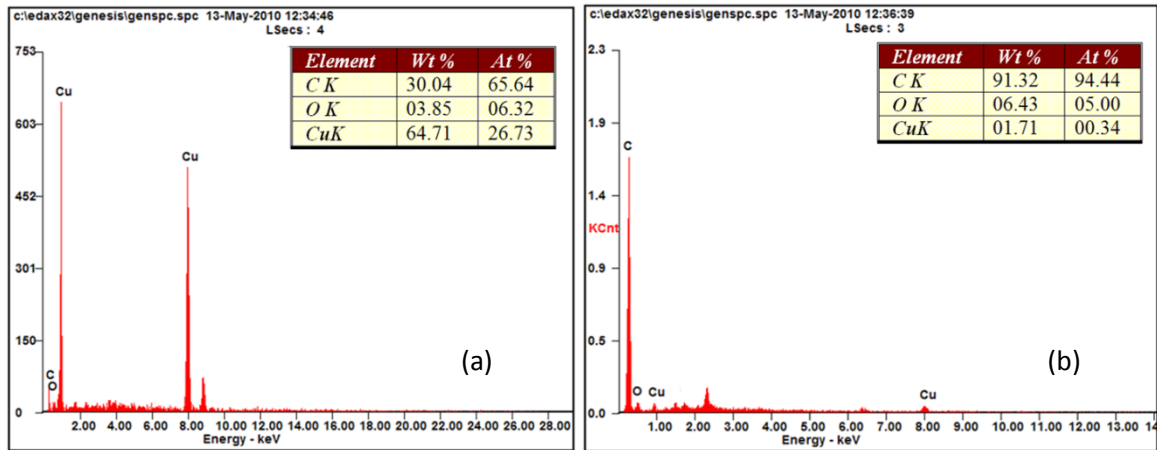 c:\edax32\genesis\genspc.spc 13-May-2010 12:34:46
LSecs : 4
753
603
452
301
150
0
Cu
Cu
C
O
Element Wt % At %
C K 30.04 65.64
O K 03.85 06.32
CuK 64.71 26.73
(a)
2.00 4.00 6.00 8.00 10.00 12.00 14.00 16.00 18.00 20.00 22.00 24.00 26.00 28.00
Energy - keV
c:\edax32\genesis\genspc.spc 13-May-2010 12:36:39
LSecs : 3
2.3
1.9
1.4
KCnt
0.9
0.5
0.0
C
O
Cu
Cu
Element Wt % At %
C K 91.32 94.44
O K 06.43 05.00
CuK 01.71 00.34
(b)
1.00 2.00 3.00 4.00 5.00 6.00 7.00 8.00 9.00 10.00 11.00 12.00 13.00 14
Energy - keV